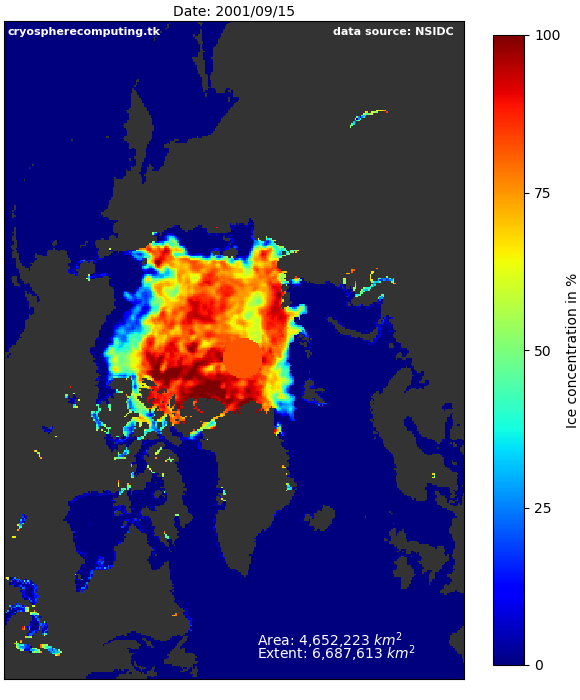 Date: 2001/09/15
cryospherecomputing.tk data source: NSIDC
100
75
50
25
0
Ice concentration in %
Area: 4,652,223 km²
Extent: 6,687,613 km²